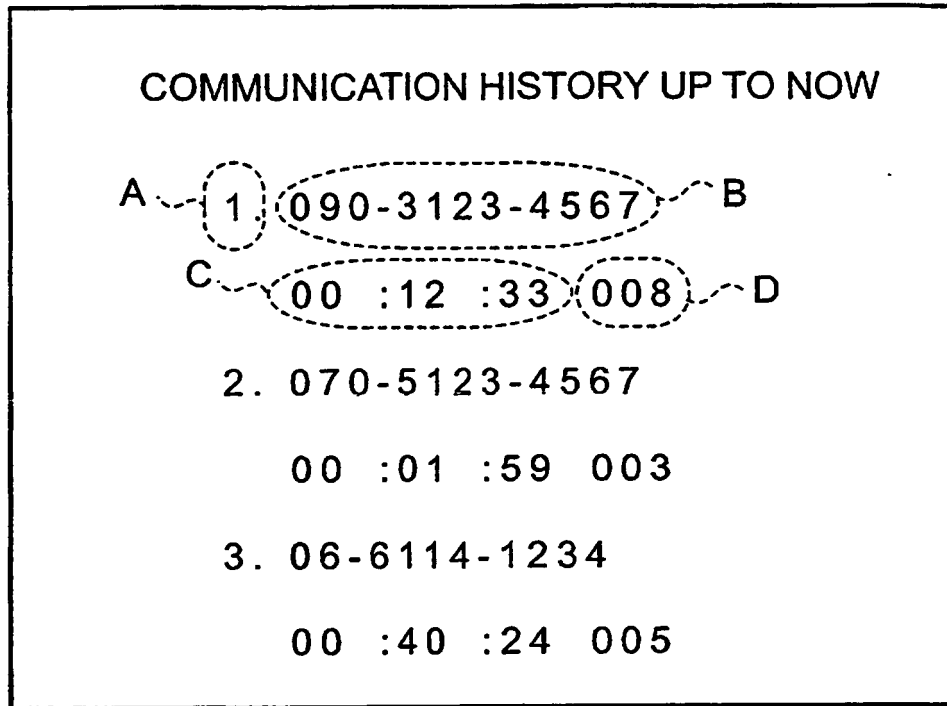 COMMUNICATION HISTORY UP TO NOW
A 1. 090-3123-4567 B
C 00 :12 :33 008 D
2. 070-5123-4567
00 :01 :59 003
3. 06-6114-1234
00 :40 :24 005